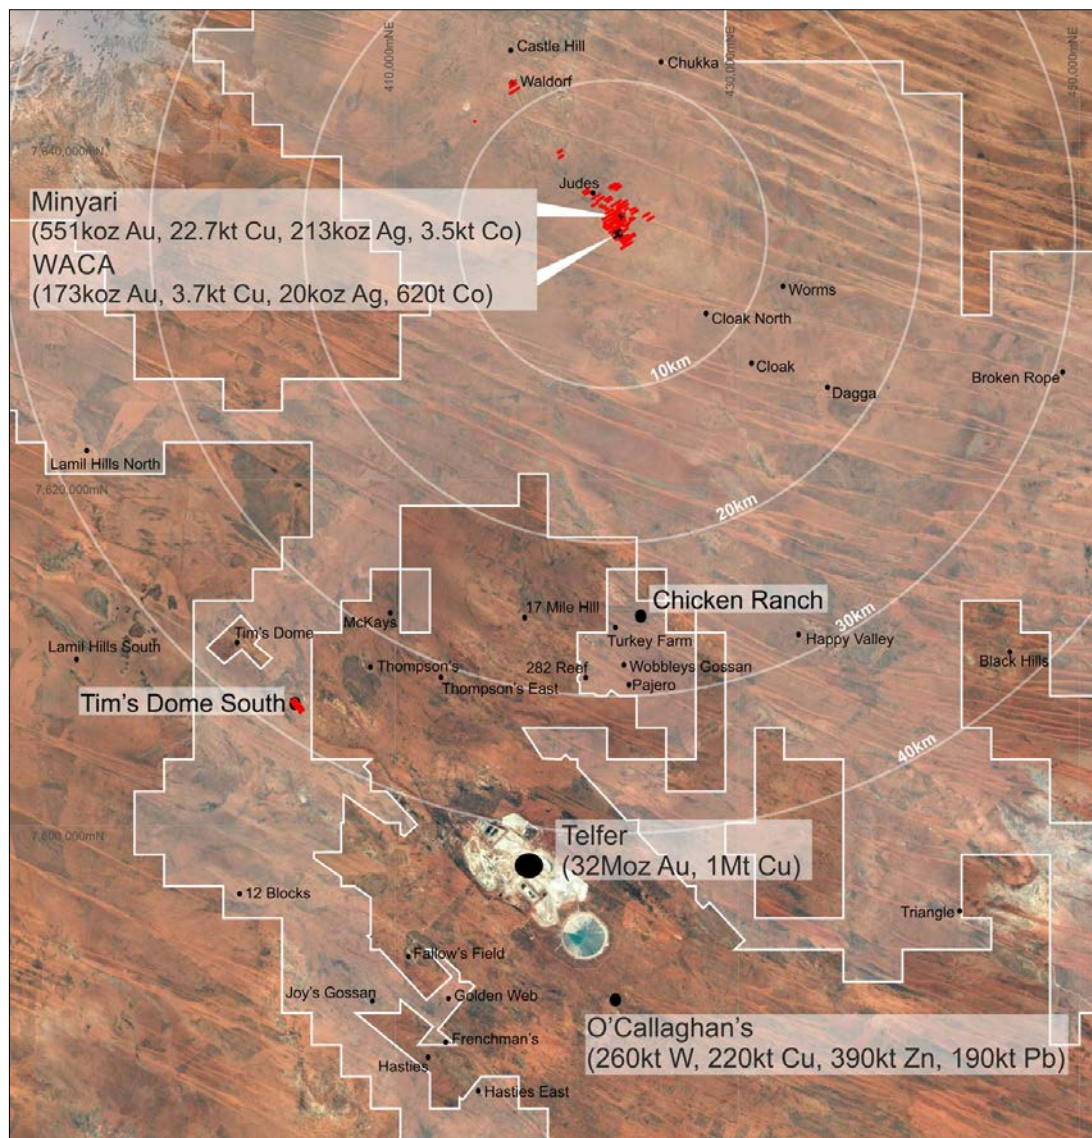 410,000mNE
430,000mNE
450,000mNE
Castle Hill
Chukka
Waldorf
7,640,000mN
Judes
Minyari
(551koz Au, 22.7kt Cu, 213koz Ag, 3.5kt Co)
WACA
(173koz Au, 3.7kt Cu, 20koz Ag, 620t Co)
Worms
Cloak North
10km
Cloak
Broken Rope
Dagga
Lamil Hills North
7,620,000mN
20km
Chicken Ranch
17 Mile Hill
30km
McKays
Turkey Farm
Tim's Dome
Happy Valley
Lamil Hills South
Black Hills
Thompson's
282 Reef
Wobbleys Gossan
Thompson's East
Pajero
Tim's Dome South
40km
7,600,000mN
Telfer
(32Moz Au, 1Mt Cu)
12 Blocks
Triangle
Fallow's Field
Joy's Gossan
Golden Web
O'Callaghan's
(260kt W, 220kt Cu, 390kt Zn, 190kt Pb)
Frenchman's
Hasties
Hasties East